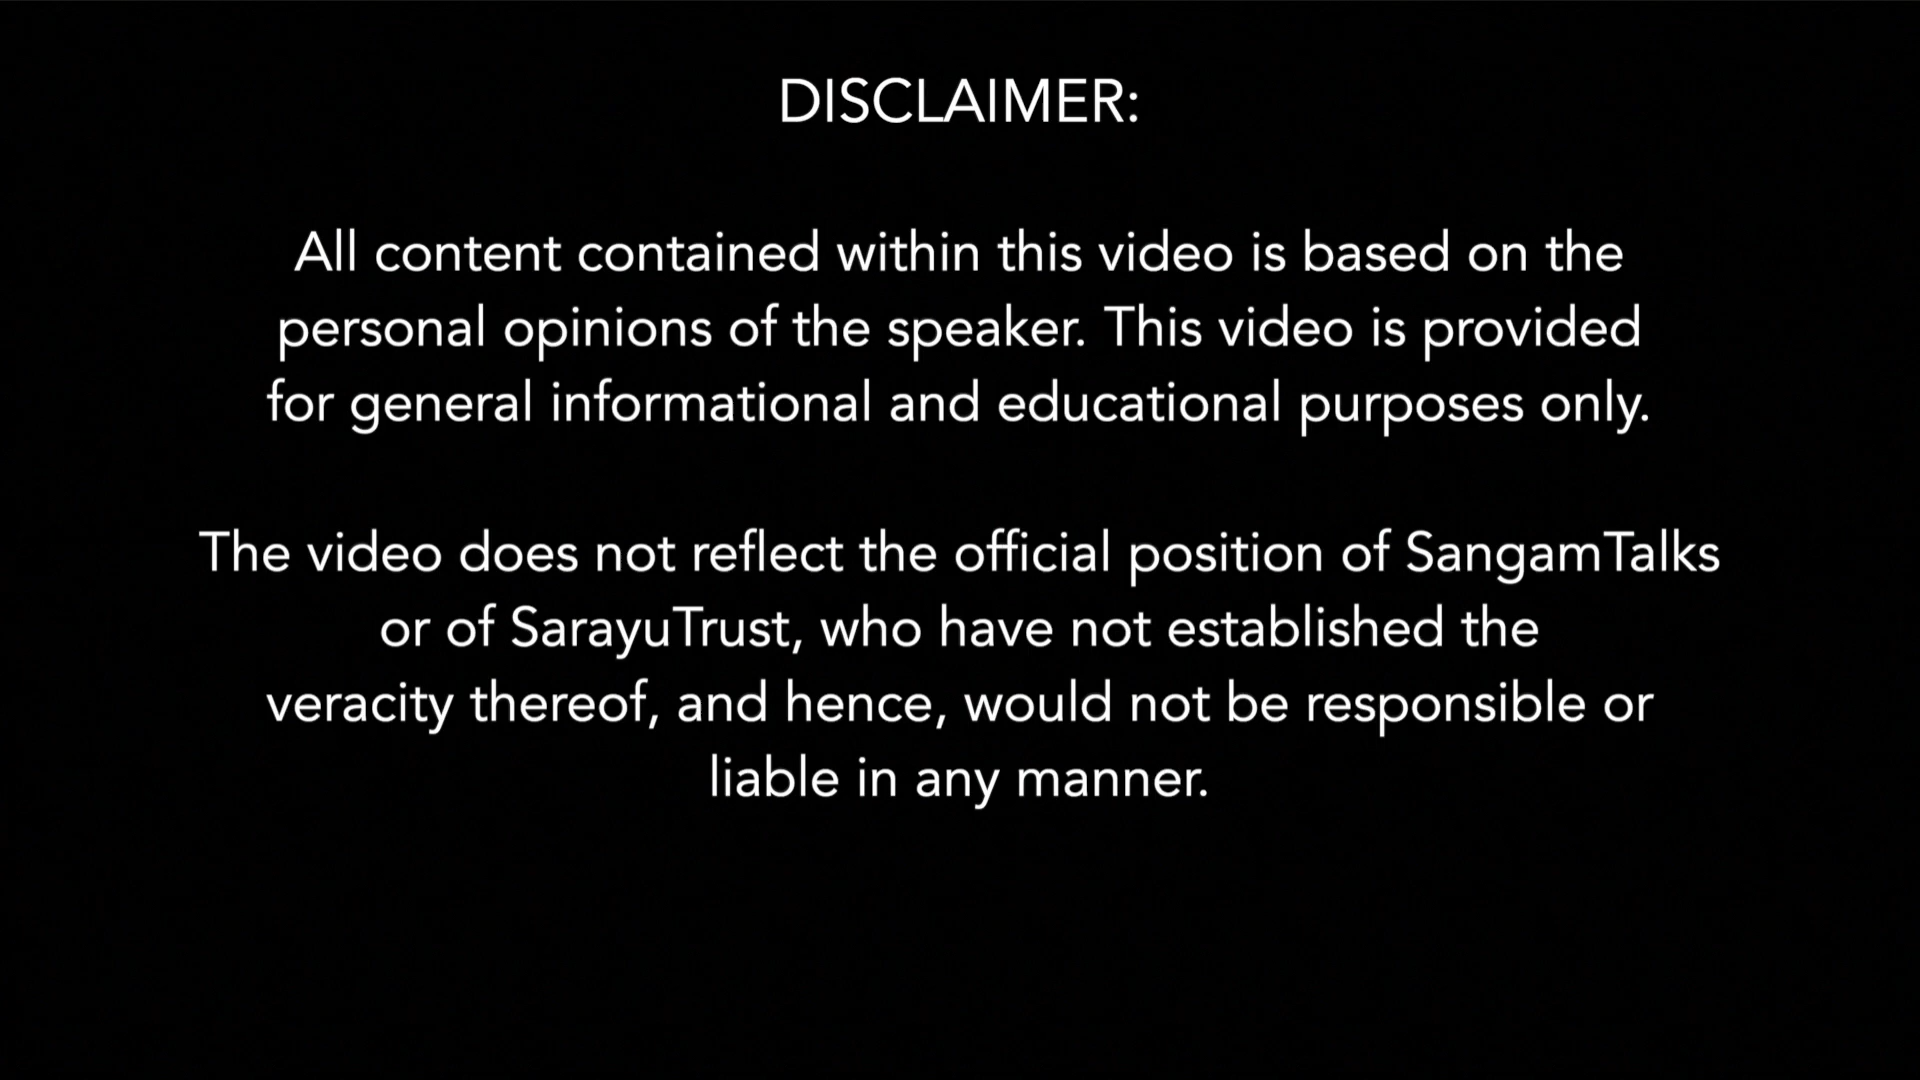 DISCLAIMER:
All content contained within this video is based on the
personal opinions of the speaker. This video is provided
for general informational and educational purposes only.
The video does not reflect the official position of SangamTalks
or of SarayuTrust, who have not established the
veracity thereof, and hence, would not be responsible or
liable in any manner.